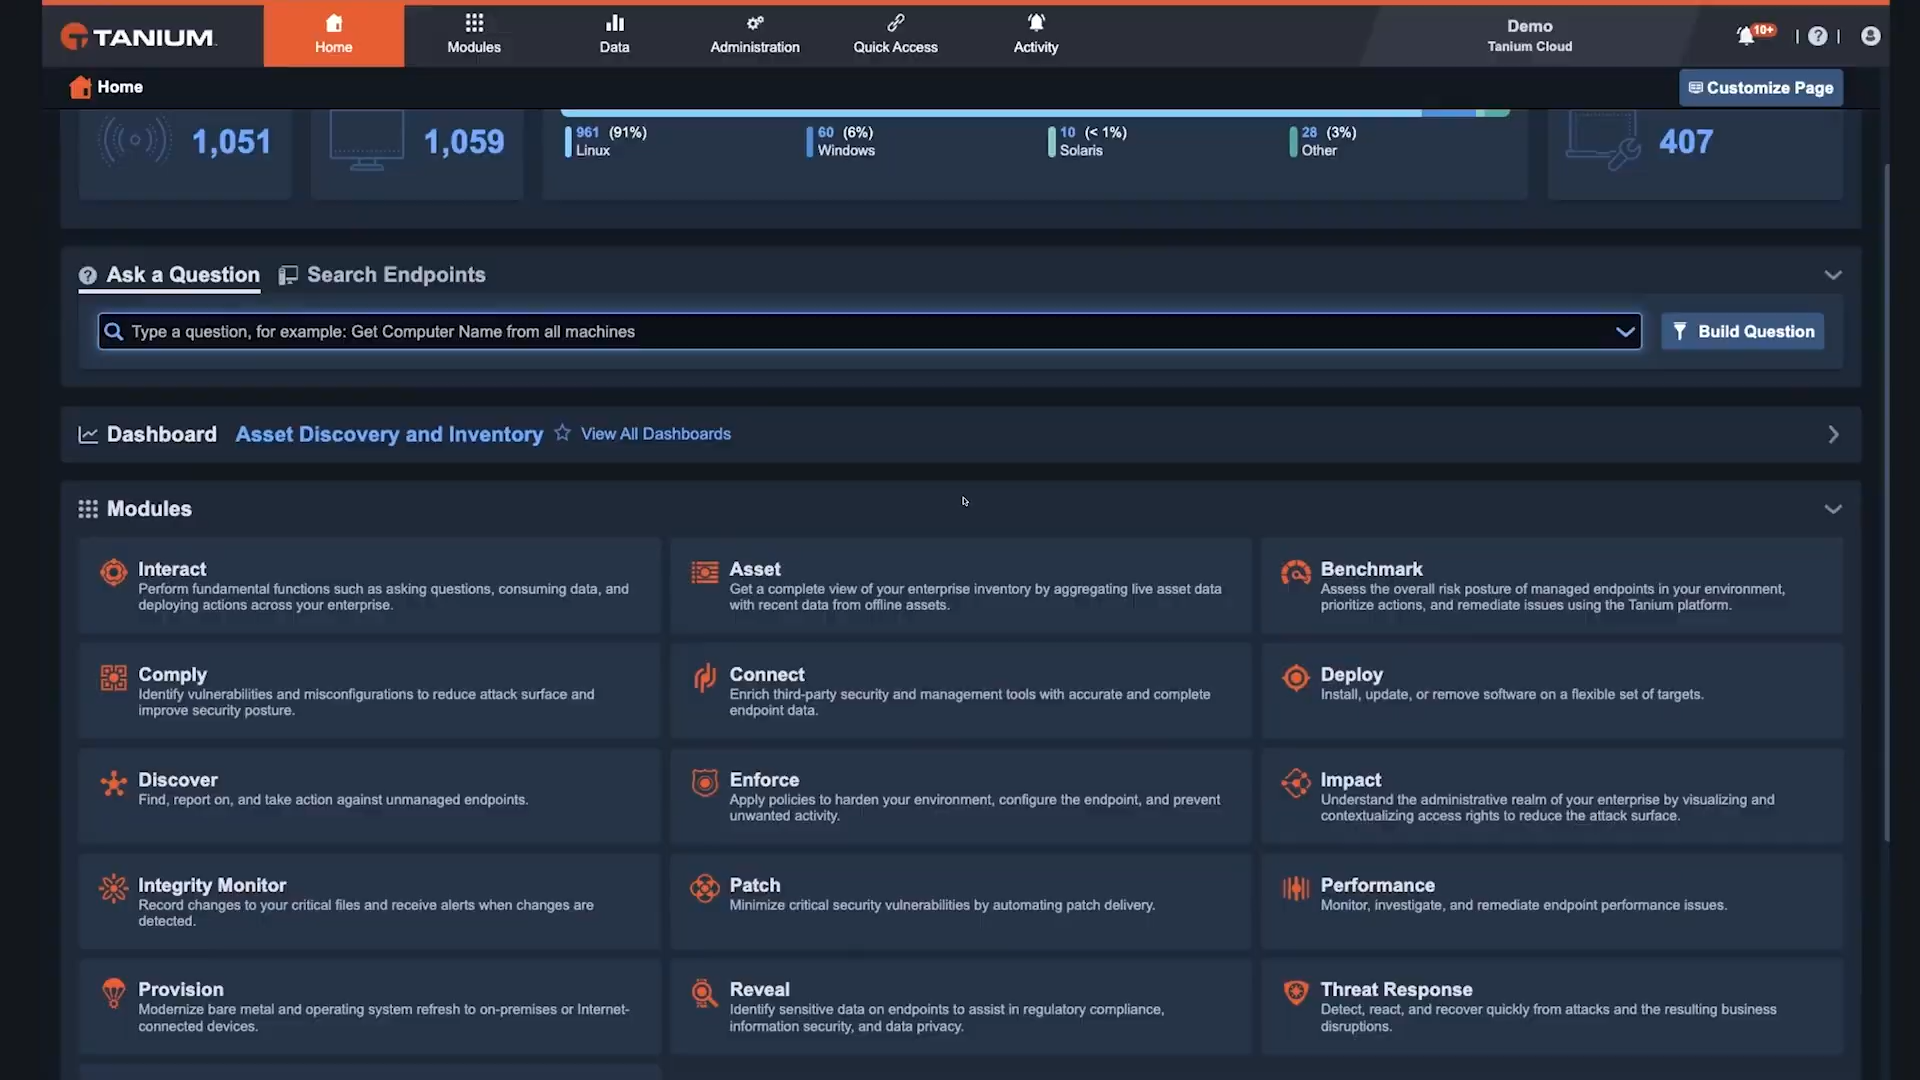 TANIUM
Home
Modules
Data
Administration
Quick Access
Activity
Demo
Tanium Cloud
10+
Home
Customize Page
1,051
1,059
961 (91%)
Linux
60 (6%)
Windows
10 (< 1%)
Solaris
28 (3%)
Other
407
Ask a Question
Search Endpoints
Type a question, for example: Get Computer Name from all machines
Build Question
Dashboard Asset Discovery and Inventory View All Dashboards
Modules
Interact
Perform fundamental functions such as asking questions, consuming data, and
deploying actions across your enterprise.
Asset
Get a complete view of your enterprise inventory by aggregating live asset data
with recent data from offline assets.
Benchmark
Assess the overall risk posture of managed endpoints in your environment,
prioritize actions, and remediate issues using the Tanium platform.
Comply
Identify vulnerabilities and misconfigurations to reduce attack surface and
improve security posture.
Connect
Enrich third-party security and management tools with accurate and complete
endpoint data.
Deploy
Install, update, or remove software on a flexible set of targets.
Discover
Find, report on, and take action against unmanaged endpoints.
Enforce
Apply policies to harden your environment, configure the endpoint, and prevent
unwanted activity.
Impact
Understand the administrative realm of your enterprise by visualizing and
contextualizing access rights to reduce the attack surface.
Integrity Monitor
Record changes to your critical files and receive alerts when changes are
detected.
Patch
Minimize critical security vulnerabilities by automating patch delivery.
Performance
Monitor, investigate, and remediate endpoint performance issues.
Provision
Modernize bare metal and operating system refresh to on-premises or Internet-
connected devices.
Reveal
Identify sensitive data on endpoints to assist in regulatory compliance,
information security, and data privacy.
Threat Response
Detect, react, and recover quickly from attacks and the resulting business
disruptions.